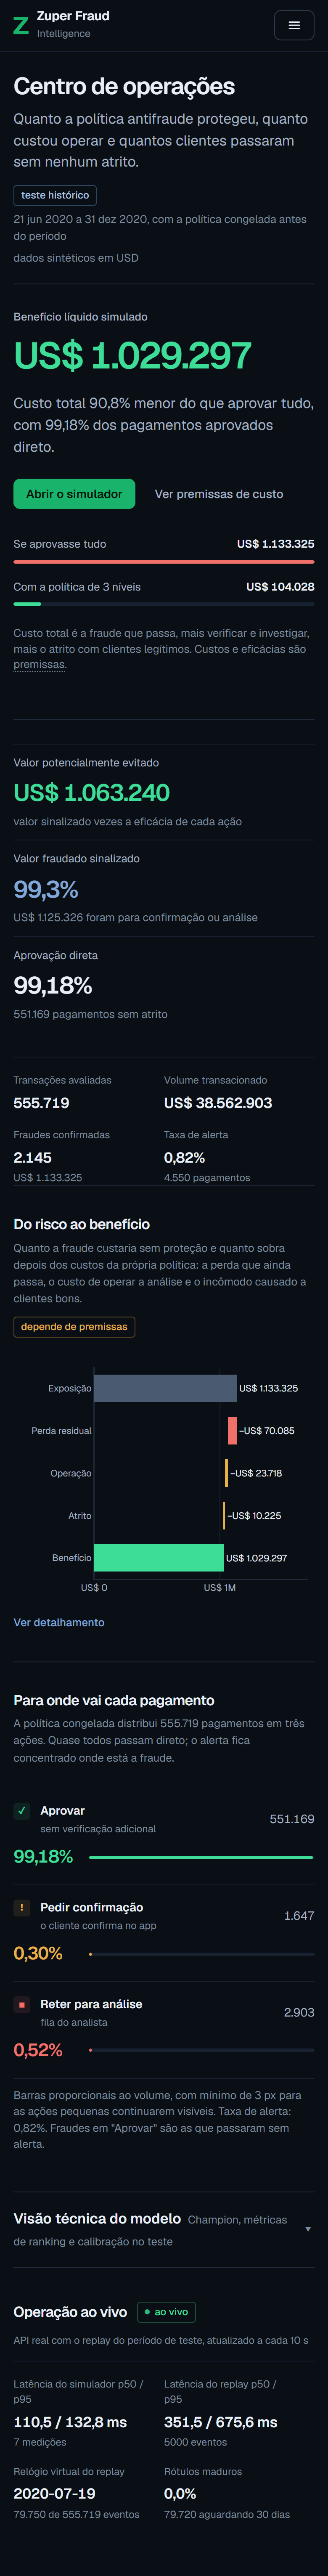 Zuper Fraud
Intelligence
Centro de operações
Quanto a política antifraude protegeu, quanto
custou operar e quantos clientes passaram
sem nenhum atrito.
teste histórico
21 jun 2020 a 31 dez 2020, com a política congelada antes
do período
dados sintéticos em USD
Benefício líquido simulado
US$ 1.029.297
Custo total 90,8% menor do que aprovar tudo,
com 99,18% dos pagamentos aprovados
direto.
Abrir o simulador
Ver premissas de custo
Se aprovasse tudo US$ 1.133.325
Com a política de 3 níveis US$ 104.028
Custo total é a fraude que passa, mais verificar e investigar,
mais o atrito com clientes legítimos. Custos e eficácias são
premissas.
Valor potencialmente evitado
US$ 1.063.240
valor sinalizado vezes a eficácia de cada ação
Valor fraudado sinalizado
99,3%
US$ 1.125.326 foram para confirmação ou análise
Aprovação direta
99,18%
551.169 pagamentos sem atrito
Transações avaliadas
555.719
Volume transacionado
US$ 38.562.903
Fraudes confirmadas
2.145
US$ 1.133.325
Taxa de alerta
0,82%
4.550 pagamentos
Do risco ao benefício
Quanto a fraude custaria sem proteção e quanto sobra
depois dos custos da própria política: a perda que ainda
passa, o custo de operar a análise e o incômodo causado a
clientes bons.
depende de premissas
Exposição US$ 1.133.325
Perda residual −US$ 70.085
Operação −US$ 23.718
Atrito −US$ 10.225
Benefício US$ 1.029.297
US$ 0 US$ 1M
Ver detalhamento
Para onde vai cada pagamento
A política congelada distribui 555.719 pagamentos em três
ações. Quase todos passam direto; o alerta fica
concentrado onde está a fraude.
✓ Aprovar
sem verificação adicional
551.169
99,18%
! Pedir confirmação
o cliente confirma no app
1.647
0,30%
■ Reter para análise
fila do analista
2.903
0,52%
Barras proporcionais ao volume, com mínimo de 3 px para
as ações pequenas continuarem visíveis. Taxa de alerta:
0,82%. Fraudes em "Aprovar" são as que passaram sem
alerta.
Visão técnica do modelo Champion, métricas
de ranking e calibração no teste
▼
Operação ao vivo ● ao vivo
API real com o replay do período de teste, atualizado a cada 10 s
Latência do simulador p50 /
p95
110,5 / 132,8 ms
7 medições
Latência do replay p50 /
p95
351,5 / 675,6 ms
5000 eventos
Relógio virtual do replay
2020-07-19
79.750 de 555.719 eventos
Rótulos maduros
0,0%
79.720 aguardando 30 dias